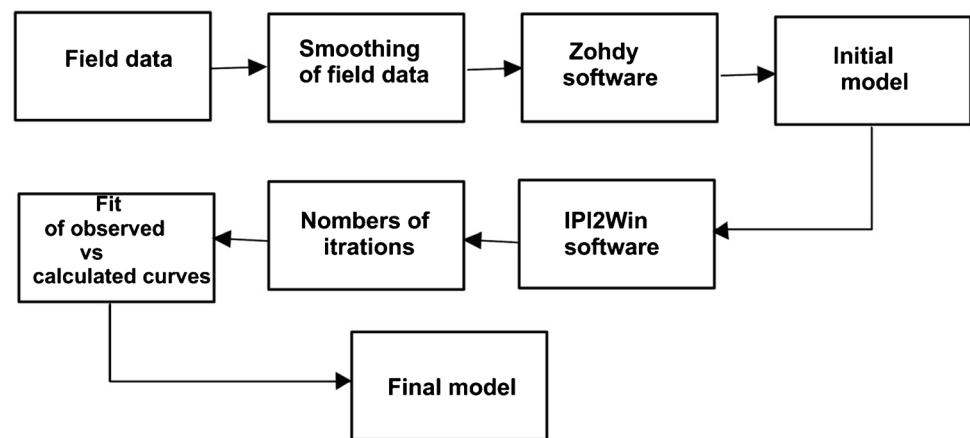 Field data
Smoothing
of field data
Zohdy
software
Initial
model
IPI2Win
software
Nombers of
itrations
Fit
of observed
vs
calculated curves
Final model